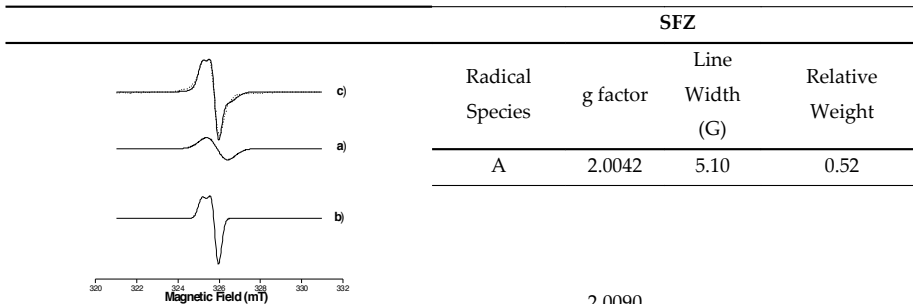 SFZ
Radical Species
g factor
Line Width (G)
Relative Weight
c)
a)
b)
A 2.0042 5.10 0.52
2.0090
320 322 324 326 328 330 332
Magnetic Field (mT)